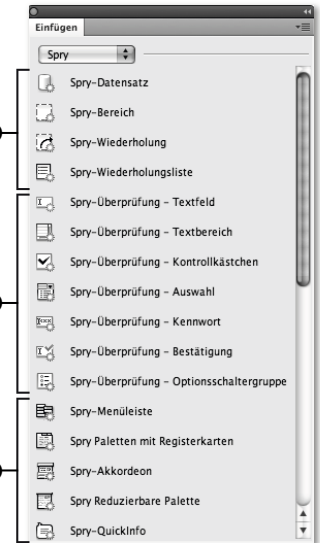 Einfügen
Spry
Spry-Datensatz
Spry-Bereich
Spry-Wiederholung
Spry-Wiederholungsliste
Spry-Überprüfung – Textfeld
Spry-Überprüfung – Textbereich
Spry-Überprüfung – Kontrollkästchen
Spry-Überprüfung – Auswahl
Spry-Überprüfung – Kennwort
Spry-Überprüfung – Bestätigung
Spry-Überprüfung – Optionsschaltergruppe
Spry-Menüleiste
Spry Paletten mit Registerkarten
Spry-Akkordeon
Spry Reduzierbare Palette
Spry-QuickInfo